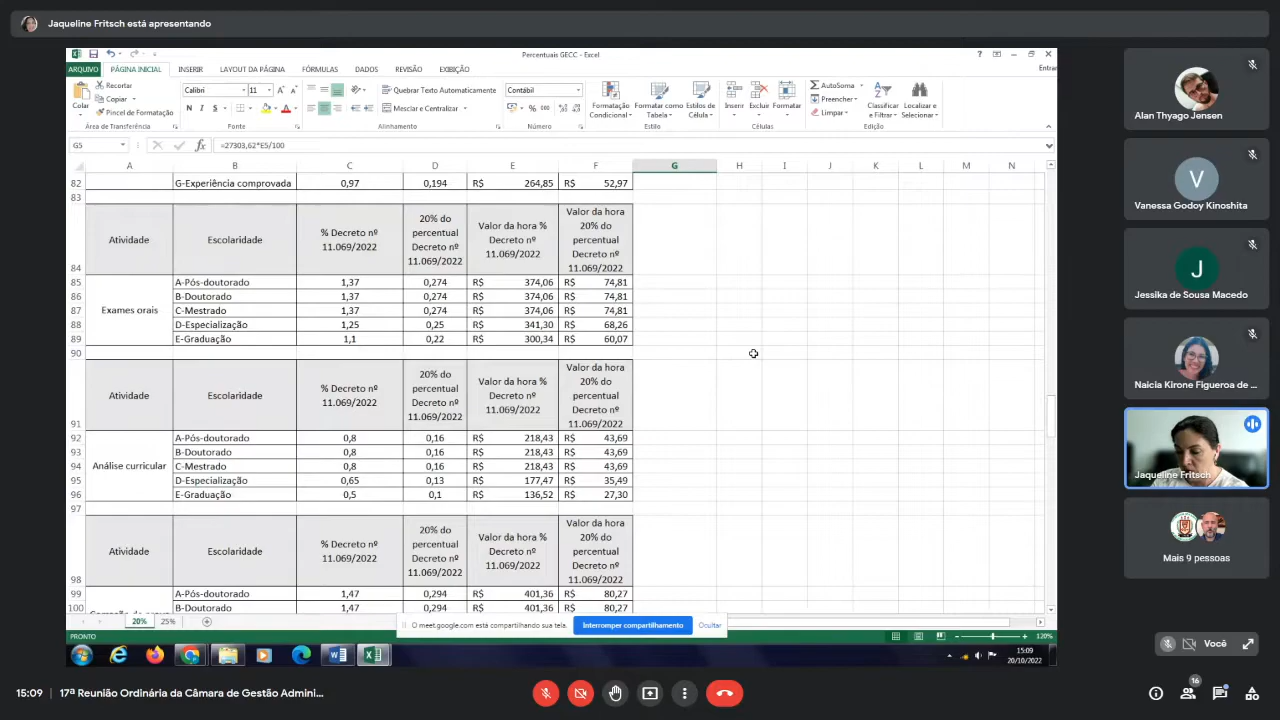 Jaqueline Fritsch está apresentando
Percentuais GECC - Excel
ARQUIVO PÁGINA INICIAL INSERIR LAYOUT DA PÁGINA FÓRMULAS DADOS REVISÃO EXIBIÇÃO Entrar
Colar
Recortar
Copiar
Pincel de Formatação
Área de Transferência
Calibri 11
N I S
Fonte
Quebrar Texto Automaticamente
Mesclar e Centralizar
Alinhamento
Contábil
% 000
Número
Formatação Condicional
Formatar como Tabela
Estilos de Célula
Estilo
Inserir Excluir Formatar
Células
AutoSoma
Preencher
Limpar
Classificar e Filtrar
Localizar e Selecionar
Edição
G5 fx =27303,62*E5/100
A B C D E F G H I J K L M N
82 G-Experiência comprovada 0,97 0,194 R$ 264,85 R$ 52,97
83
84 Atividade Escolaridade % Decreto nº 11.069/2022 20% do percentual Decreto nº 11.069/2022 Valor da hora % Decreto nº 11.069/2022 Valor da hora 20% do percentual Decreto nº 11.069/2022
Exames orais
85 A-Pós-doutorado 1,37 0,274 R$ 374,06 R$ 74,81
86 B-Doutorado 1,37 0,274 R$ 374,06 R$ 74,81
87 C-Mestrado 1,37 0,274 R$ 374,06 R$ 74,81
88 D-Especialização 1,25 0,25 R$ 341,30 R$ 68,26
89 E-Graduação 1,1 0,22 R$ 300,34 R$ 60,07
90
91 Atividade Escolaridade % Decreto nº 11.069/2022 20% do percentual Decreto nº 11.069/2022 Valor da hora % Decreto nº 11.069/2022 Valor da hora 20% do percentual Decreto nº 11.069/2022
Análise curricular
92 A-Pós-doutorado 0,8 0,16 R$ 218,43 R$ 43,69
93 B-Doutorado 0,8 0,16 R$ 218,43 R$ 43,69
94 C-Mestrado 0,8 0,16 R$ 218,43 R$ 43,69
95 D-Especialização 0,65 0,13 R$ 177,47 R$ 35,49
96 E-Graduação 0,5 0,1 R$ 136,52 R$ 27,30
97
98 Atividade Escolaridade % Decreto nº 11.069/2022 20% do percentual Decreto nº 11.069/2022 Valor da hora % Decreto nº 11.069/2022 Valor da hora 20% do percentual Decreto nº 11.069/2022
99 A-Pós-doutorado 1,47 0,294 R$ 401,36 R$ 80,27
100 B-Doutorado 1,47 0,294 R$ 401,36 R$ 80,27
20% 25%
O meet.google.com está compartilhando sua tela. Interromper compartilhamento Ocultar
PRONTO 120%
15:09
20/10/2022
Alan Thyago Jensen
V
Vanessa Godoy Kinoshita
J
Jessika de Sousa Macedo
Naicia Kirone Figueroa de ...
Jaqueline Fritsch
Mais 9 pessoas
Você
15:09 17ª Reunião Ordinária da Câmara de Gestão Admini...
16